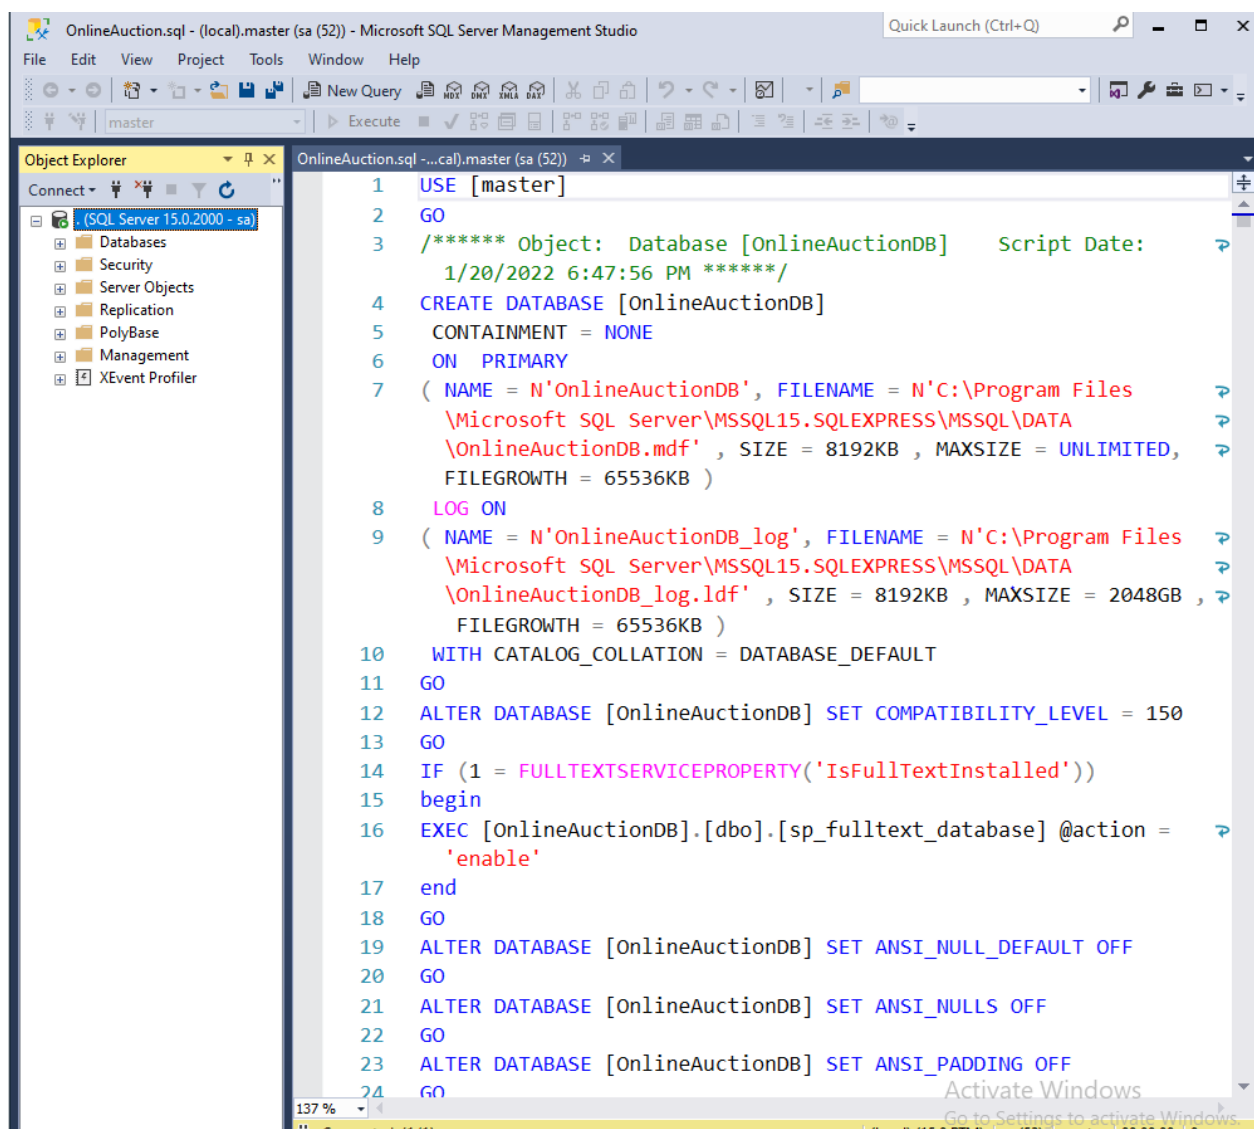 OnlineAuction.sql - (local).master (sa (52)) - Microsoft SQL Server Management Studio
Quick Launch (Ctrl+Q)
File Edit View Project Tools Window Help
New Query MDX DMX XMLA DAX
master Execute
Object Explorer
OnlineAuction.sql -...cal).master (sa (52))
Connect
. (SQL Server 15.0.2000 - sa)
Databases
Security
Server Objects
Replication
PolyBase
Management
XEvent Profiler
1 USE [master]
2 GO
3 /****** Object:  Database [OnlineAuctionDB]    Script Date:
1/20/2022 6:47:56 PM ******/
4 CREATE DATABASE [OnlineAuctionDB]
5 CONTAINMENT = NONE
6 ON  PRIMARY
7 ( NAME = N'OnlineAuctionDB', FILENAME = N'C:\Program Files
\Microsoft SQL Server\MSSQL15.SQLEXPRESS\MSSQL\DATA
\OnlineAuctionDB.mdf' , SIZE = 8192KB , MAXSIZE = UNLIMITED,
FILEGROWTH = 65536KB )
8 LOG ON
9 ( NAME = N'OnlineAuctionDB_log', FILENAME = N'C:\Program Files
\Microsoft SQL Server\MSSQL15.SQLEXPRESS\MSSQL\DATA
\OnlineAuctionDB_log.ldf' , SIZE = 8192KB , MAXSIZE = 2048GB ,
FILEGROWTH = 65536KB )
10 WITH CATALOG_COLLATION = DATABASE_DEFAULT
11 GO
12 ALTER DATABASE [OnlineAuctionDB] SET COMPATIBILITY_LEVEL = 150
13 GO
14 IF (1 = FULLTEXTSERVICEPROPERTY('IsFullTextInstalled'))
15 begin
16 EXEC [OnlineAuctionDB].[dbo].[sp_fulltext_database] @action =
'enable'
17 end
18 GO
19 ALTER DATABASE [OnlineAuctionDB] SET ANSI_NULL_DEFAULT OFF
20 GO
21 ALTER DATABASE [OnlineAuctionDB] SET ANSI_NULLS OFF
22 GO
23 ALTER DATABASE [OnlineAuctionDB] SET ANSI_PADDING OFF
24 GO
Activate Windows
137 %
Go to Settings to activate Windows.